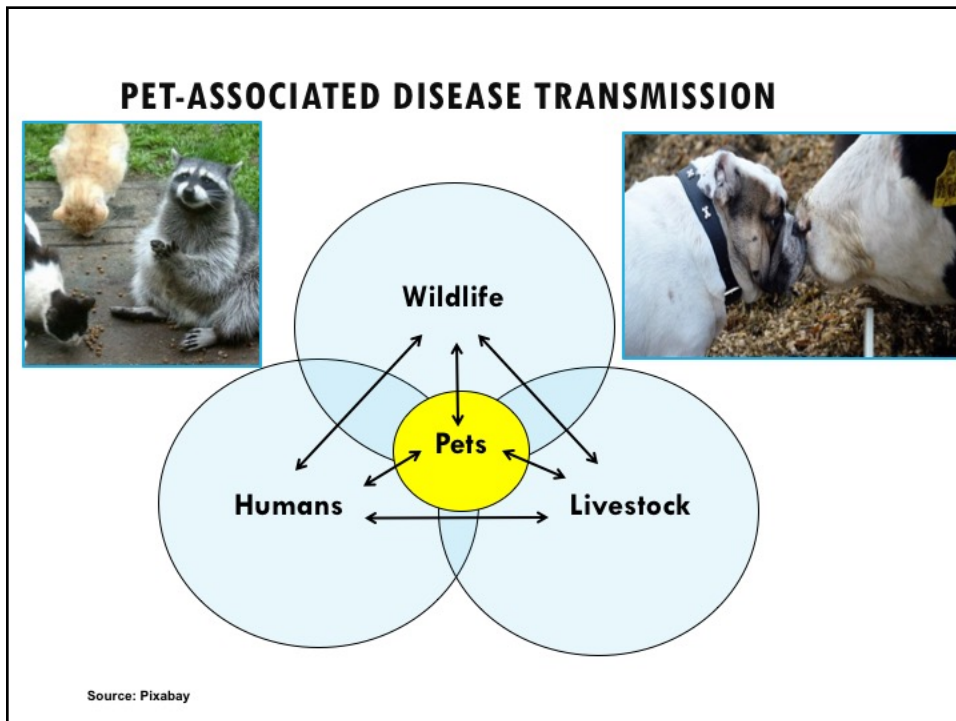 PET-ASSOCIATED DISEASE TRANSMISSION
Wildlife
Pets
Humans
Livestock
Source: Pixabay